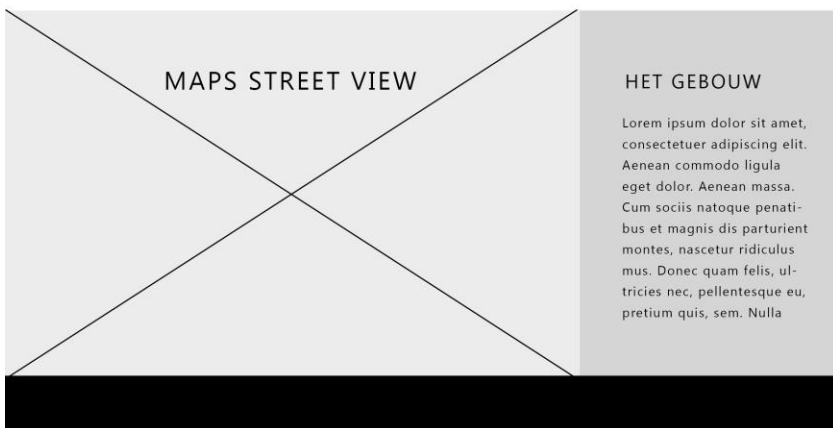 MAPS STREET VIEW
HET GEBOUW
Lorem ipsum dolor sit amet,
consectetuer adipiscing elit.
Aenean commodo ligula
eget dolor. Aenean massa.
Cum sociis natoque penati-
bus et magnis dis parturient
montes, nascetur ridiculus
mus. Donec quam felis, ul-
tricies nec, pellentesque eu,
pretium quis, sem. Nulla